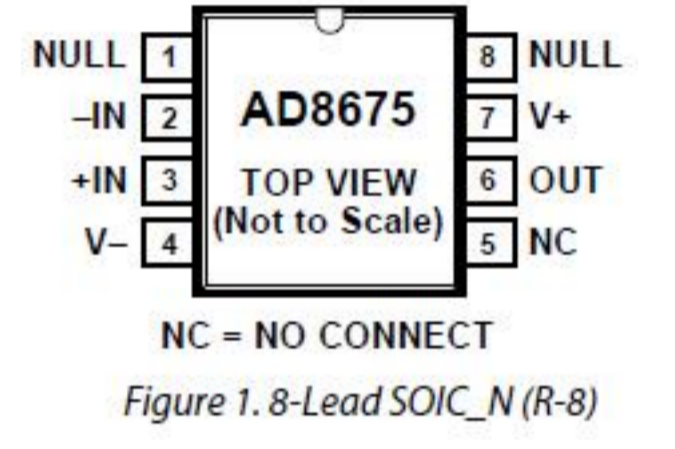 NULL 1 8 NULL
–IN 2 AD8675 7 V+
+IN 3 TOP VIEW 6 OUT
(Not to Scale)
V– 4 5 NC
NC = NO CONNECT
Figure 1. 8-Lead SOIC_N (R-8)